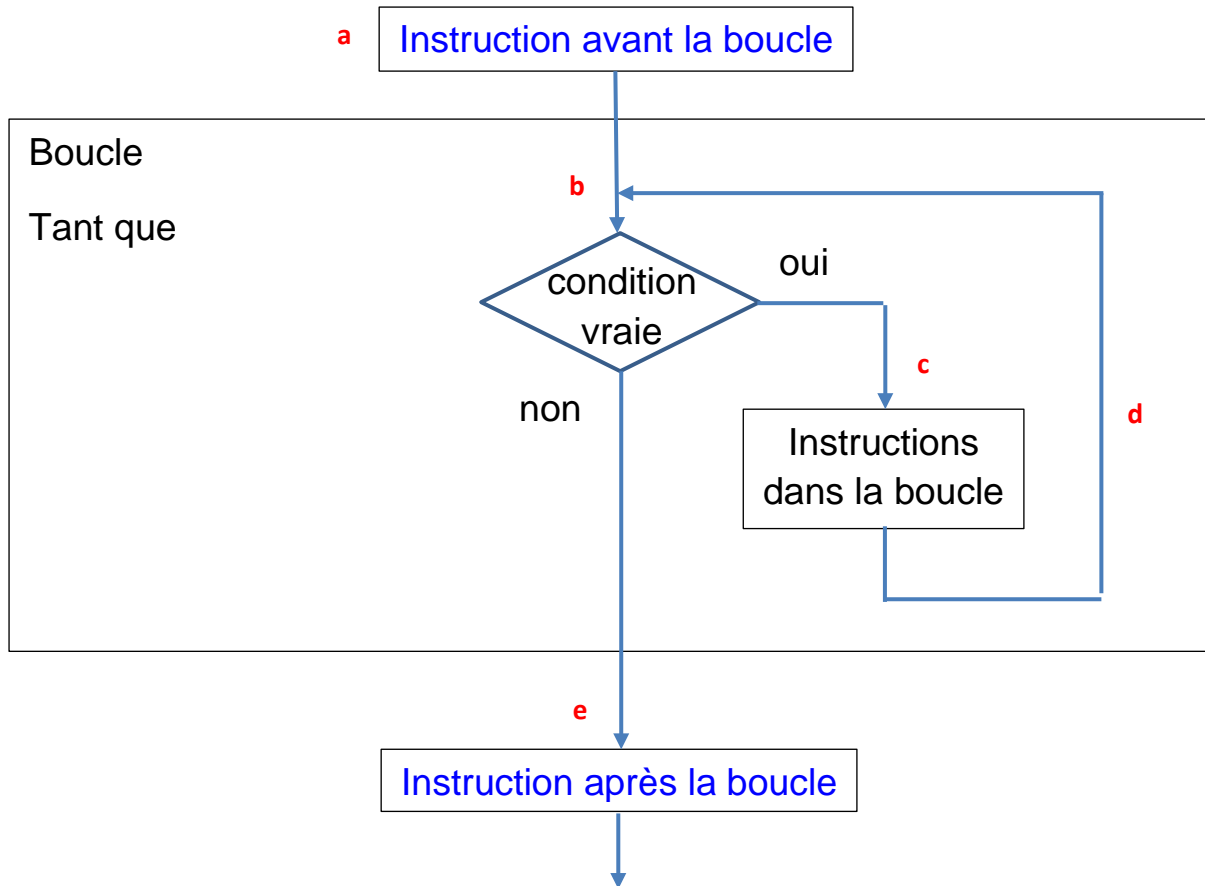 a
Instruction avant la boucle
Boucle
Tant que
b
condition
vraie
oui
non
c
Instructions
dans la boucle
d
e
Instruction après la boucle